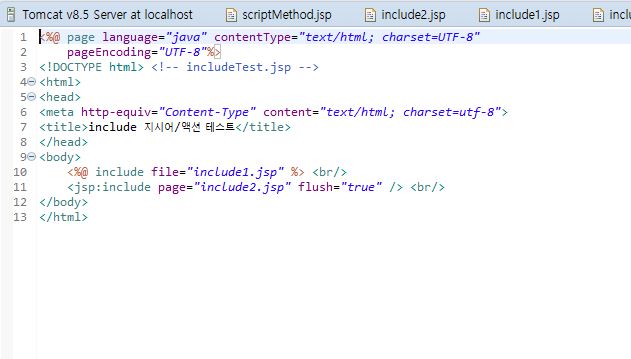 Tomcat v8.5 Server at localhost scriptMethod.jsp include2.jsp include1.jsp
1 <%@ page language="java" contentType="text/html; charset=UTF-8"
2 pageEncoding="UTF-8"%>
3 <!DOCTYPE html> <!-- includeTest.jsp -->
4 <html>
5 <head>
6 <meta http-equiv="Content-Type" content="text/html; charset=utf-8">
7 <title>include 지시어/액션 테스트</title>
8 </head>
9 <body>
10 <%@ include file="include1.jsp" %> <br/>
11 <jsp:include page="include2.jsp" flush="true" /> <br/>
12 </body>
13 </html>